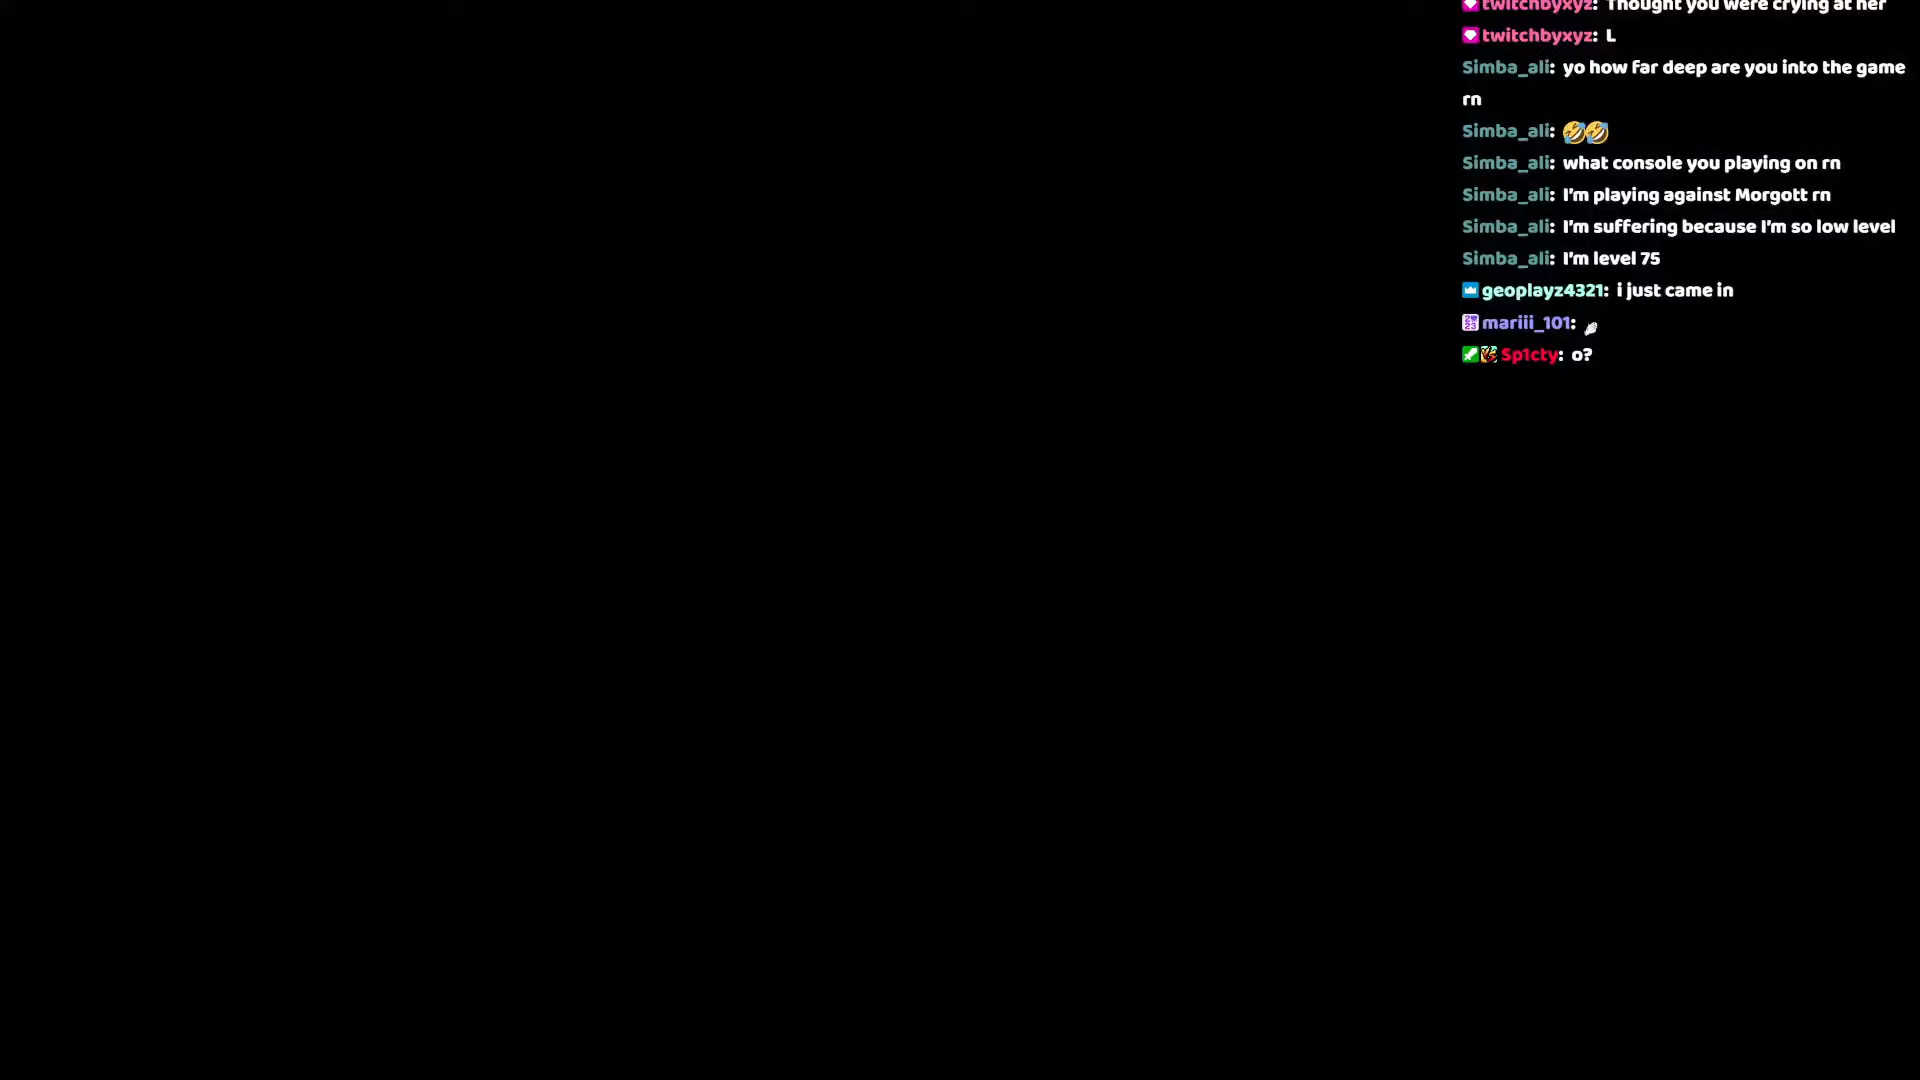 twitchbyxyz: Thought you were crying at her
twitchbyxyz: L
Simba_ali: yo how far deep are you into the game
rn
Simba_ali: 🤣🤣
Simba_ali: what console you playing on rn
Simba_ali: I'm playing against Morgott rn
Simba_ali: I'm suffering because I'm so low level
Simba_ali: I'm level 75
geoplayz4321: i just came in
mariii_101:
Sp1cty: o?